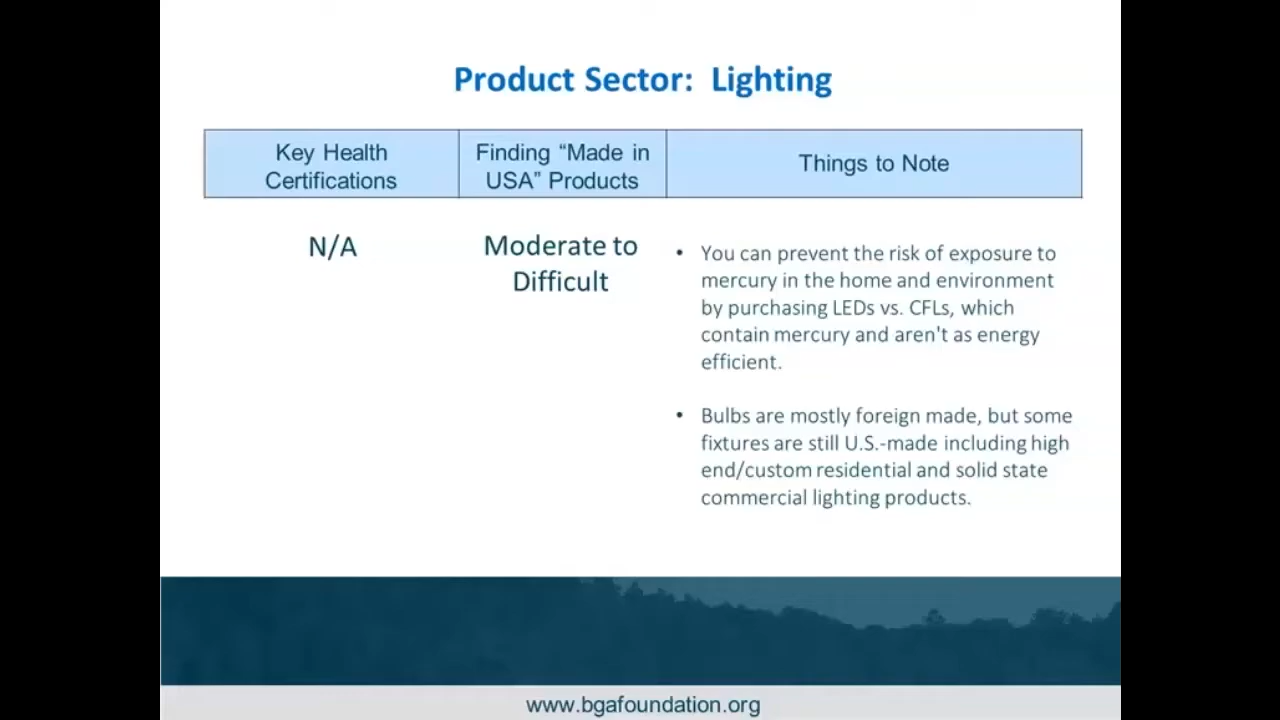 Product Sector:  Lighting
Key Health
Certifications
Finding “Made in
USA” Products
Things to Note
N/A
Moderate to
Difficult
• You can prevent the risk of exposure to
mercury in the home and environment
by purchasing LEDs vs. CFLs, which
contain mercury and aren't as energy
efficient.
• Bulbs are mostly foreign made, but some
fixtures are still U.S.-made including high
end/custom residential and solid state
commercial lighting products.
www.bgafoundation.org